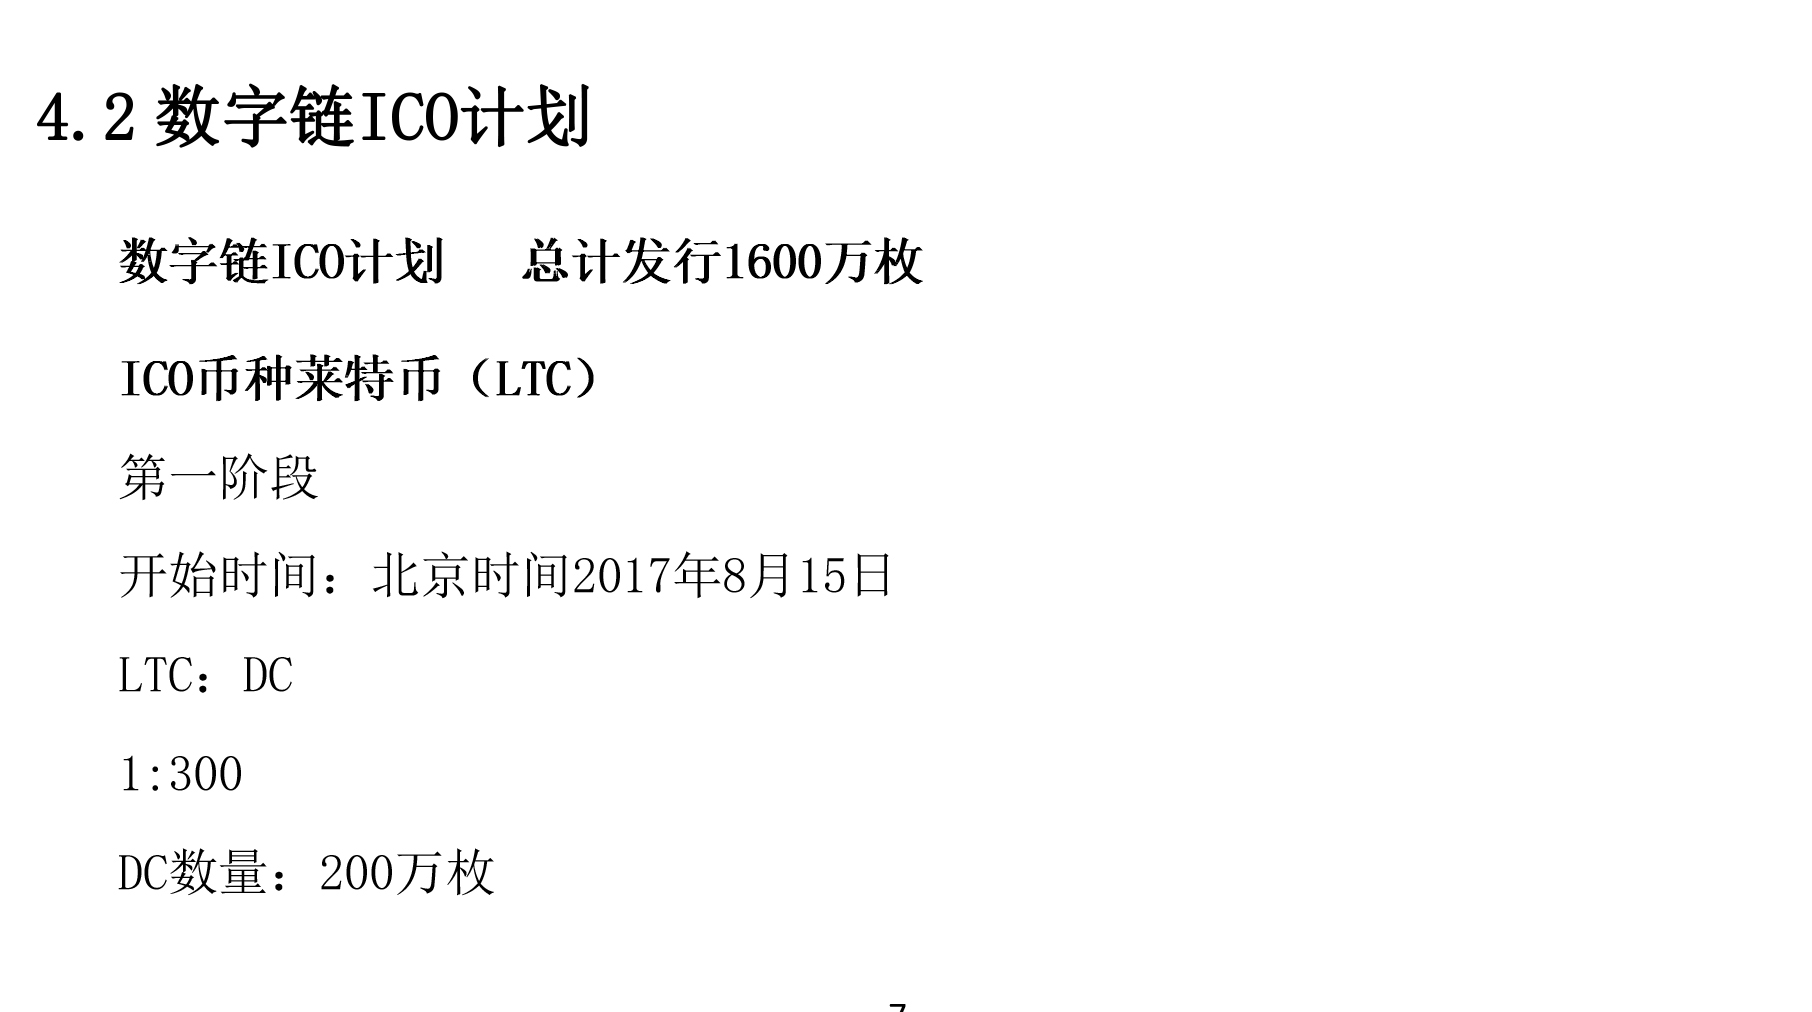 4.2 数字链ICO计划
数字链ICO计划 总计发行1600万枚
ICO币种莱特币（LTC）
第一阶段
开始时间：北京时间2017年8月15日
LTC：DC
1:300
DC数量：200万枚